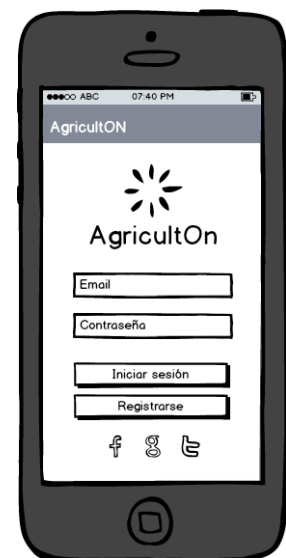 ABC 07:40 PM
AgricultON
AgricultOn
Email
Contraseña
Iniciar sesión
Registrarse
f g t